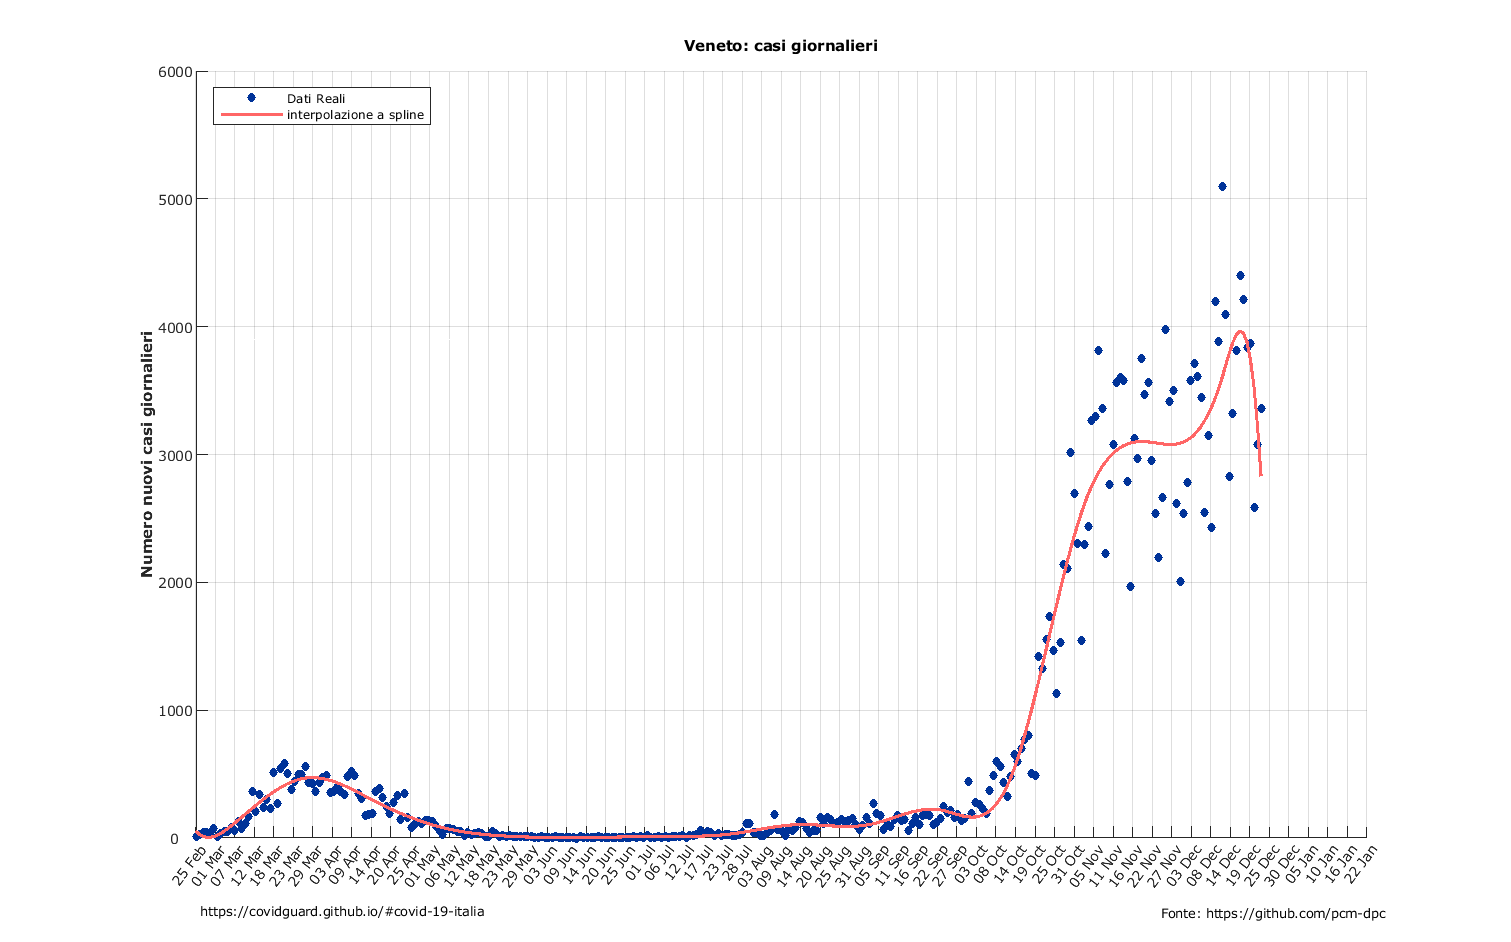 Veneto: casi giornalieri
Dati Reali
interpolazione a spline
Numero nuovi casi giornalieri
6000
5000
4000
3000
2000
1000
0
25 Feb
01 Mar
07 Mar
12 Mar
18 Mar
23 Mar
29 Mar
03 Apr
09 Apr
14 Apr
20 Apr
25 Apr
01 May
06 May
12 May
18 May
23 May
29 May
03 Jun
09 Jun
14 Jun
20 Jun
25 Jun
01 Jul
06 Jul
12 Jul
17 Jul
23 Jul
28 Jul
03 Aug
09 Aug
14 Aug
20 Aug
25 Aug
31 Aug
05 Sep
11 Sep
16 Sep
22 Sep
27 Oct
03 Oct
08 Oct
14 Oct
19 Oct
25 Oct
31 Oct
05 Nov
11 Nov
16 Nov
22 Nov
27 Nov
03 Dec
08 Dec
14 Dec
19 Dec
25 Dec
30 Dec
05 Jan
10 Jan
16 Jan
22 Jan
https://covidguard.github.io/#covid-19-italia
Fonte: https://github.com/pcm-dpc